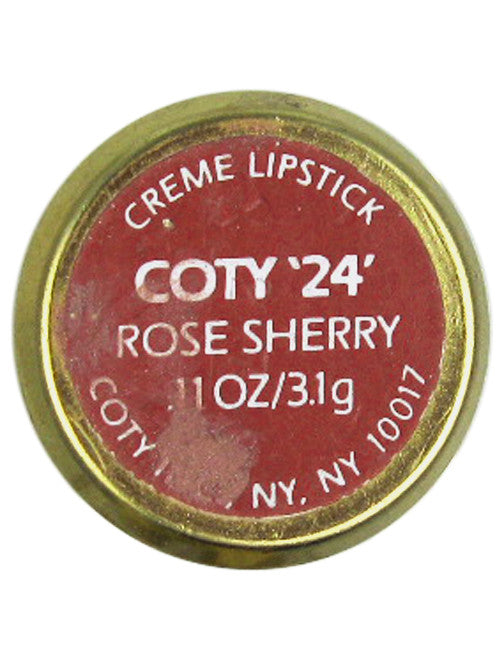 CREME LIPSTICK
COTY '24'
ROSE SHERRY
.11 OZ/3.1g
COTY NY, NY 10017